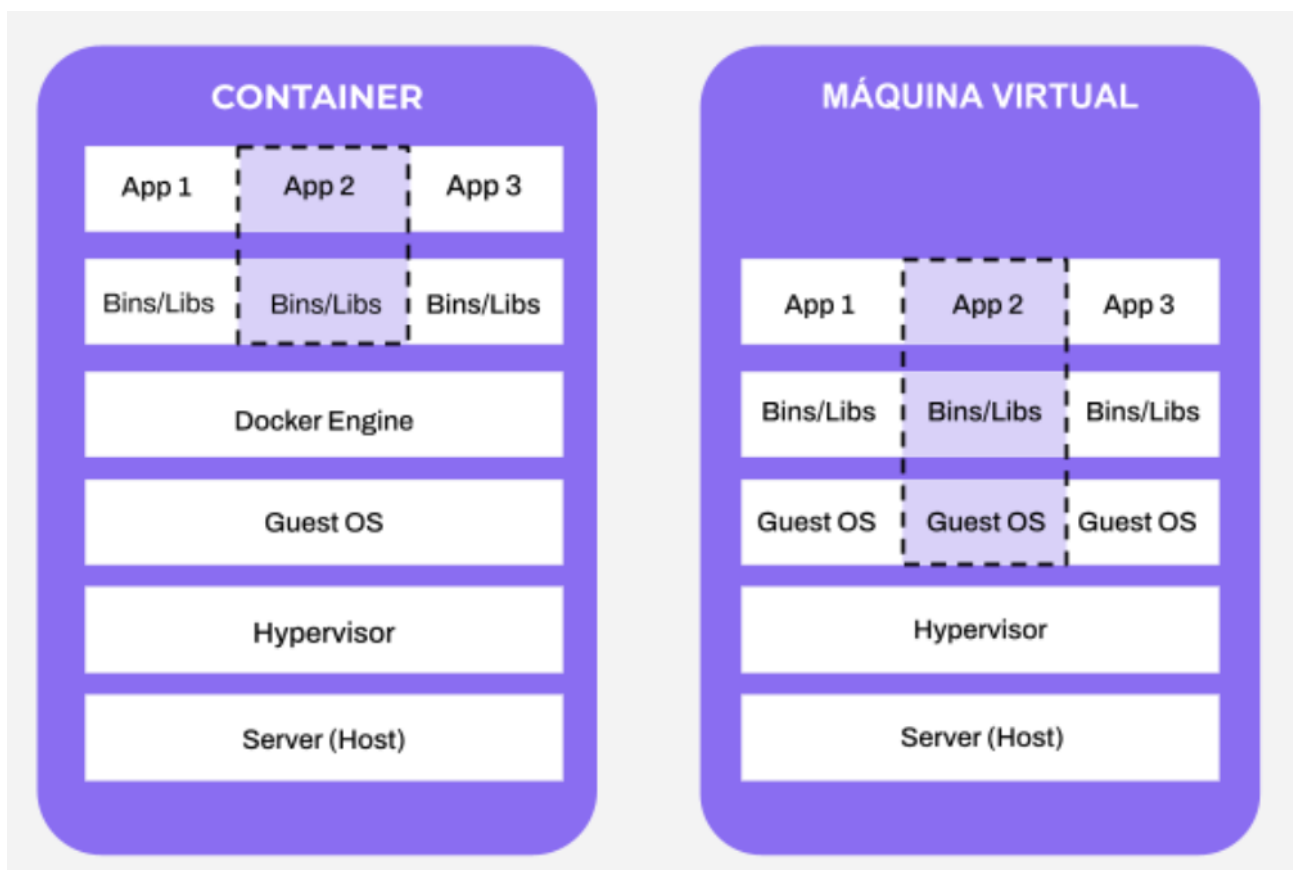 CONTAINER
App 1 App 2 App 3
Bins/Libs Bins/Libs Bins/Libs
Docker Engine
Guest OS
Hypervisor
Server (Host)
MÁQUINA VIRTUAL
App 1 App 2 App 3
Bins/Libs Bins/Libs Bins/Libs
Guest OS Guest OS Guest OS
Hypervisor
Server (Host)